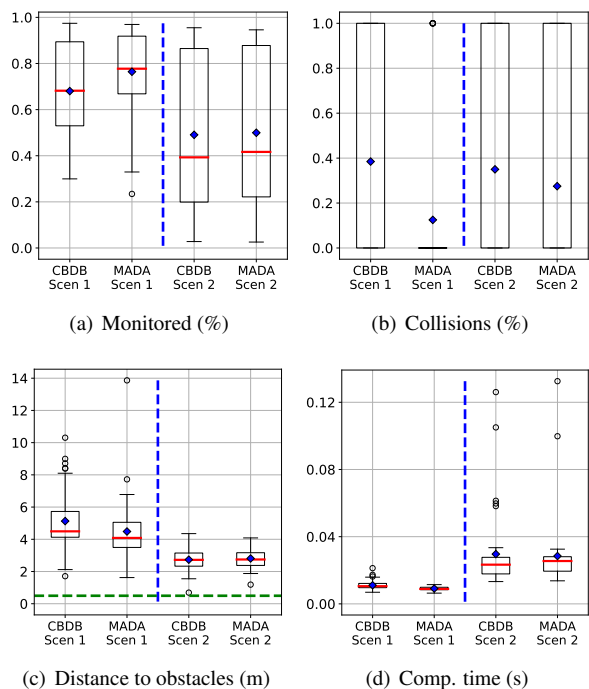 1.0
0.8
0.6
0.4
0.2
0.0
CBDB MADA CBDB MADA
Scen 1 Scen 1 Scen 2 Scen 2
(a) Monitored (%)
1.0
0.8
0.6
0.4
0.2
0.0
CBDB MADA CBDB MADA
Scen 1 Scen 1 Scen 2 Scen 2
(b) Collisions (%)
14
12
10
8
6
4
2
0
CBDB MADA CBDB MADA
Scen 1 Scen 1 Scen 2 Scen 2
(c) Distance to obstacles (m)
0.12
0.08
0.04
0.00
CBDB MADA CBDB MADA
Scen 1 Scen 1 Scen 2 Scen 2
(d) Comp. time (s)